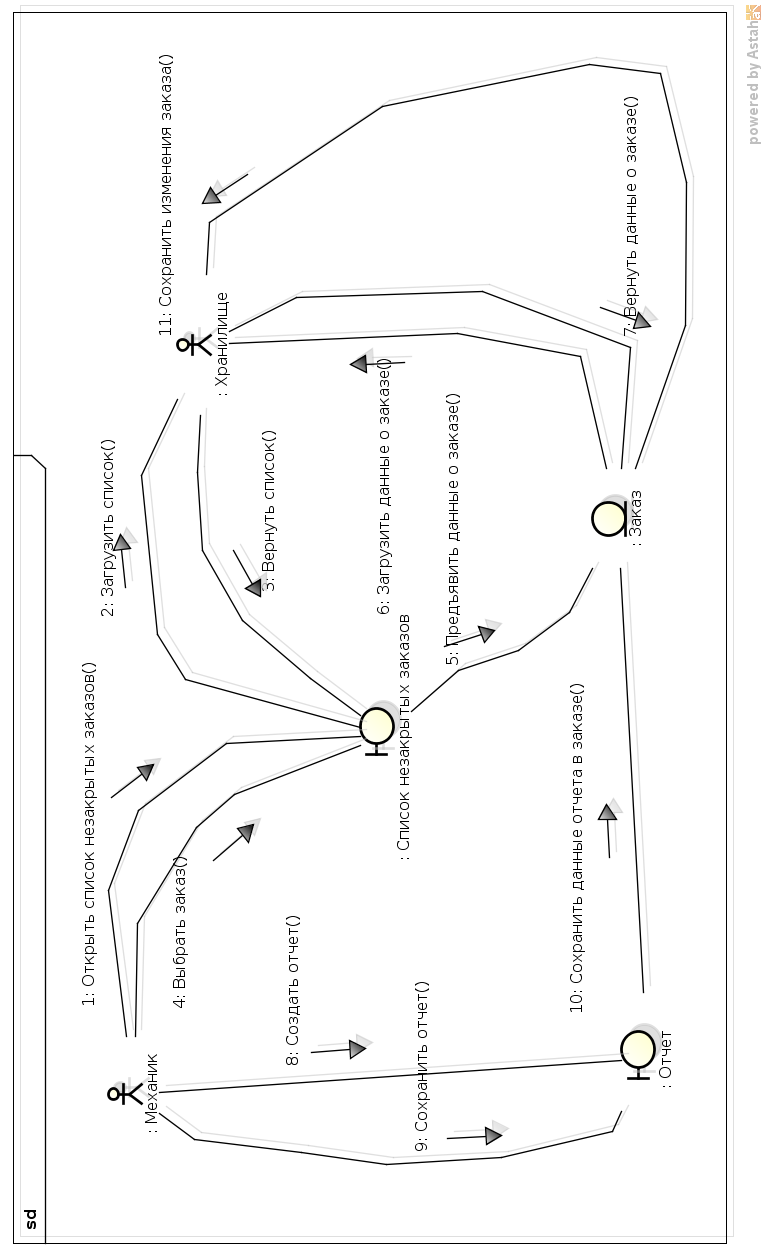 sd
1: Открыть список незакрытых заказов()
2: Загрузить список()
11: Сохранить изменения заказа()
: Механик
4: Выбрать заказ()
: Хранилище
3: Вернуть список()
8: Создать отчет()
6: Загрузить данные о заказе()
: Список незакрытых заказов
9: Сохранить отчет()
5: Предъявить данные о заказе()
10: Сохранить данные отчета в заказе()
7: Вернуть данные о заказе()
: Заказ
: Отчет
powered by Astah